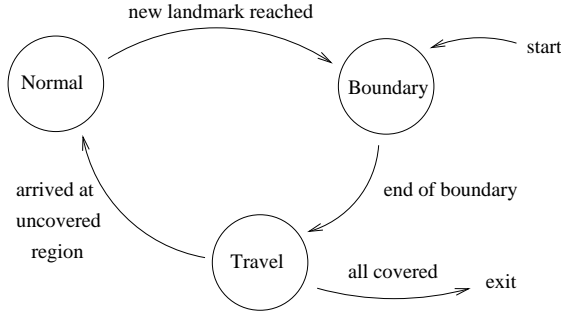 new landmark reached
start
Normal
Boundary
arrived at
uncovered
region
end of boundary
Travel
all covered
exit